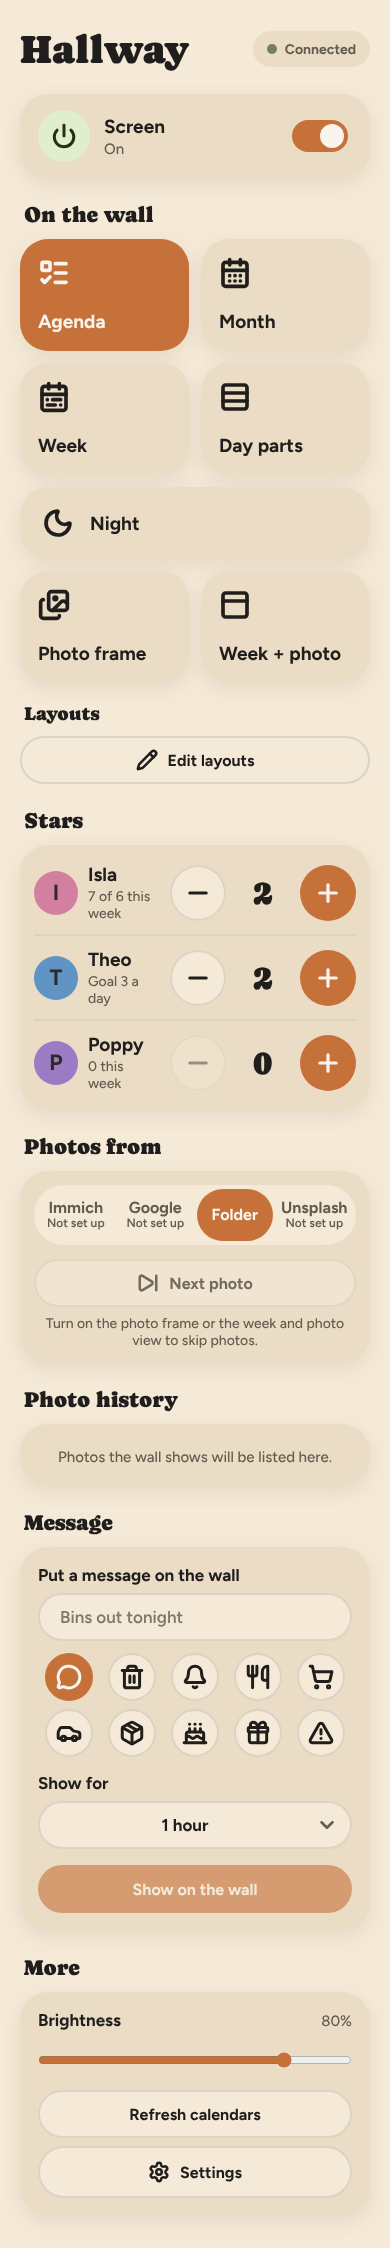 Hallway
Connected
Screen
On
On the wall
Agenda
Month
Week
Day parts
Night
Photo frame
Week + photo
Layouts
Edit layouts
Stars
I
Isla
7 of 6 this
week
2
T
Theo
Goal 3 a
day
2
P
Poppy
0 this
week
0
Photos from
Immich
Not set up
Google
Not set up
Folder
Unsplash
Not set up
Next photo
Turn on the photo frame or the week and photo
view to skip photos.
Photo history
Photos the wall shows will be listed here.
Message
Put a message on the wall
Bins out tonight
Show for
1 hour
Show on the wall
More
Brightness
80%
Refresh calendars
Settings